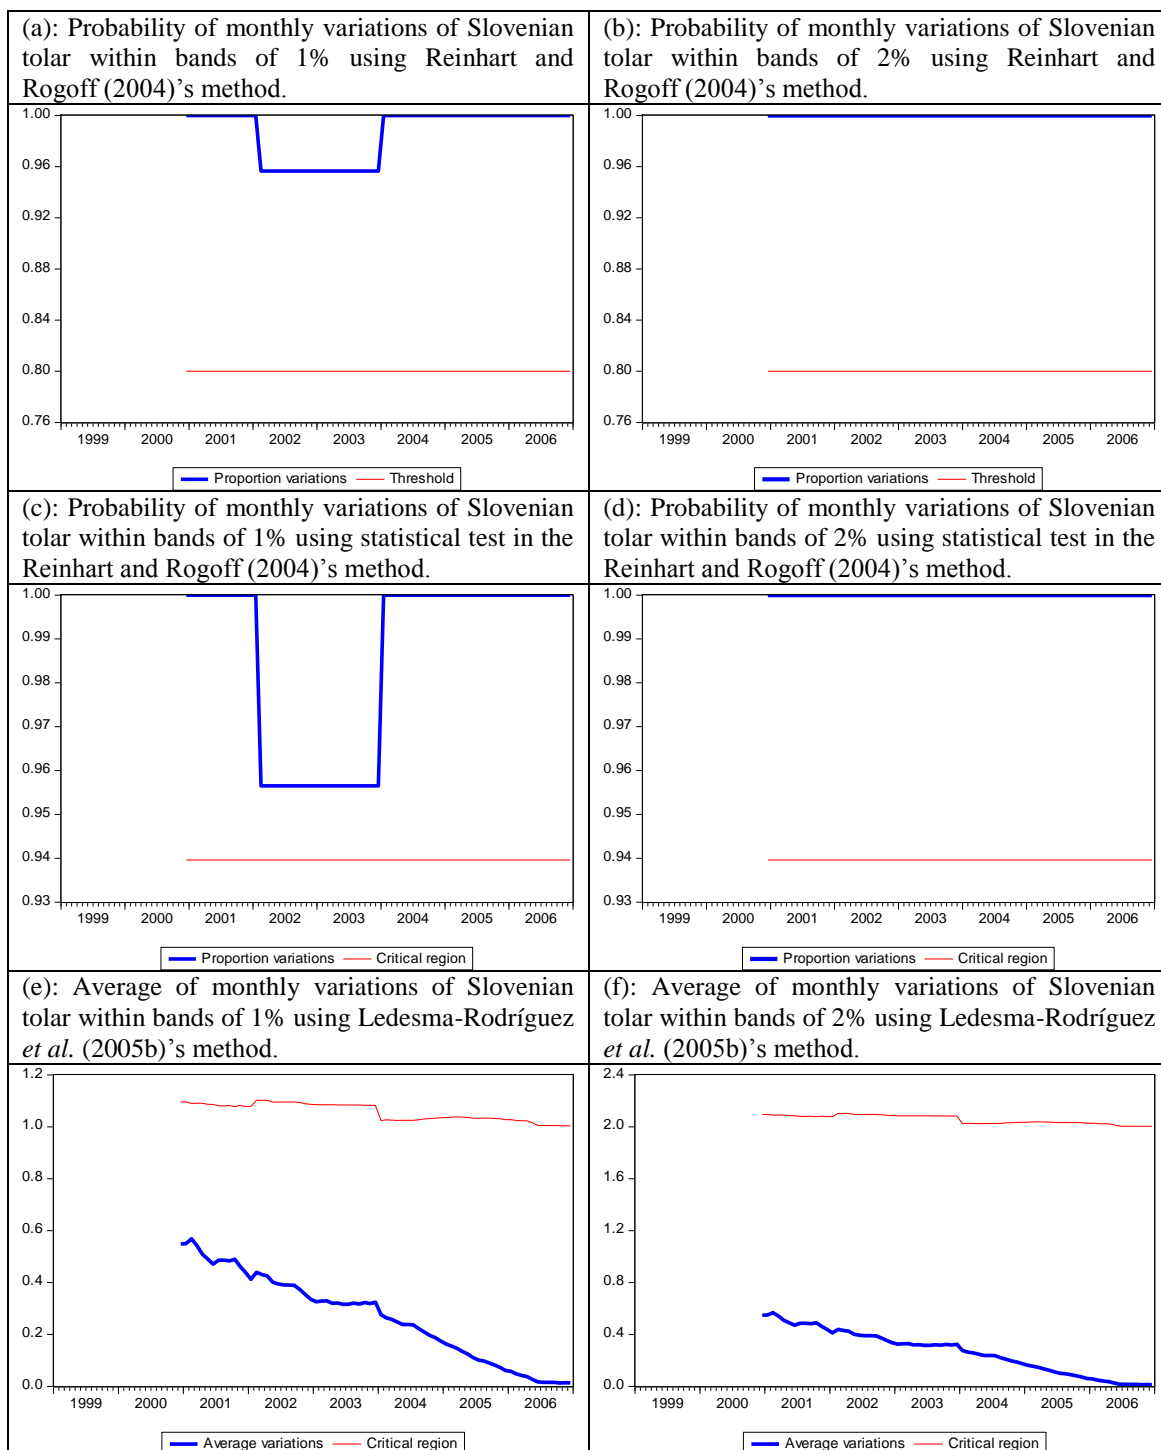 (a): Probability of monthly variations of Slovenian
tolar within bands of 1% using Reinhart and
Rogoff (2004)'s method.
(b): Probability of monthly variations of Slovenian
tolar within bands of 2% using Reinhart and
Rogoff (2004)'s method.
1.00
0.96
0.92
0.88
0.84
0.80
0.76
1999 2000 2001 2002 2003 2004 2005 2006
Proportion variations Threshold
1.00
0.96
0.92
0.88
0.84
0.80
0.76
1999 2000 2001 2002 2003 2004 2005 2006
Proportion variations Threshold
(c): Probability of monthly variations of Slovenian
tolar within bands of 1% using statistical test in the
Reinhart and Rogoff (2004)'s method.
(d): Probability of monthly variations of Slovenian
tolar within bands of 2% using statistical test in the
Reinhart and Rogoff (2004)'s method.
1.00
0.99
0.98
0.97
0.96
0.95
0.94
0.93
1999 2000 2001 2002 2003 2004 2005 2006
Proportion variations Critical region
1.00
0.99
0.98
0.97
0.96
0.95
0.94
0.93
1999 2000 2001 2002 2003 2004 2005 2006
Proportion variations Critical region
(e): Average of monthly variations of Slovenian
tolar within bands of 1% using Ledesma-Rodríguez
et al. (2005b)'s method.
(f): Average of monthly variations of Slovenian
tolar within bands of 2% using Ledesma-Rodríguez
et al. (2005b)'s method.
1.2
1.0
0.8
0.6
0.4
0.2
0.0
1999 2000 2001 2002 2003 2004 2005 2006
Average variations Critical region
2.4
2.0
1.6
1.2
0.8
0.4
0.0
1999 2000 2001 2002 2003 2004 2005 2006
Average variations Critical region